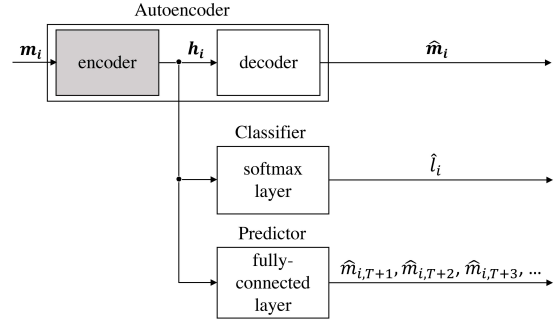 Autoencoder
m_i encoder h_i decoder m̂_i
Classifier
softmax
layer
l̂_i
Predictor
fully-
connected
layer
m̂_{i,T+1}, m̂_{i,T+2}, m̂_{i,T+3}, ...